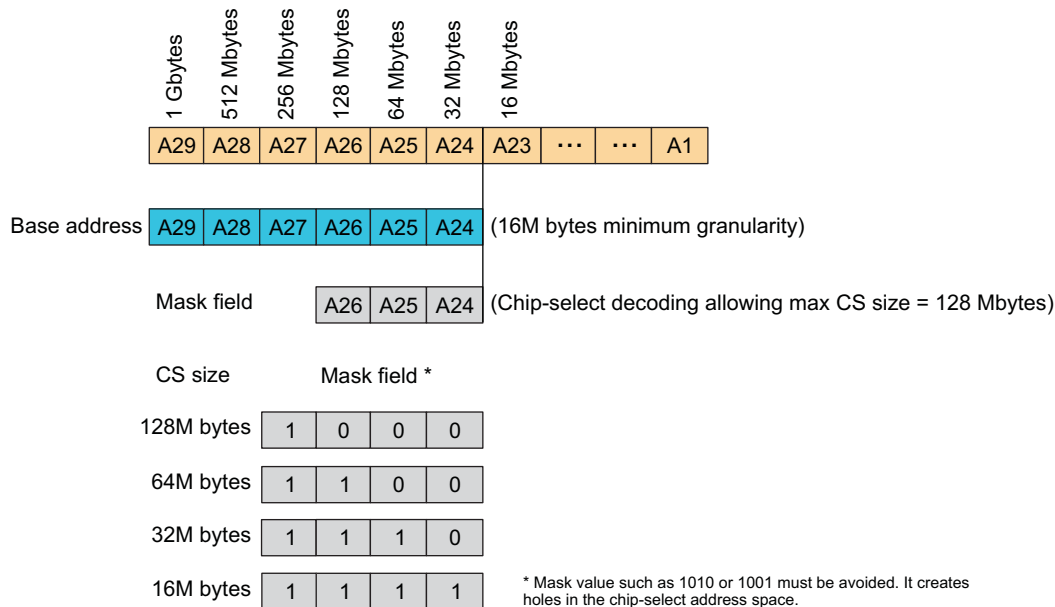 1 Gbytes 512 Mbytes 256 Mbytes 128 Mbytes 64 Mbytes 32 Mbytes 16 Mbytes
A29 A28 A27 A26 A25 A24 A23 ... ... A1
Base address A29 A28 A27 A26 A25 A24 (16M bytes minimum granularity)
Mask field A26 A25 A24 (Chip-select decoding allowing max CS size = 128 Mbytes)
CS size Mask field *
128M bytes 1 0 0 0
64M bytes 1 1 0 0
32M bytes 1 1 1 0
16M bytes 1 1 1 1
* Mask value such as 1010 or 1001 must be avoided. It creates
holes in the chip-select address space.